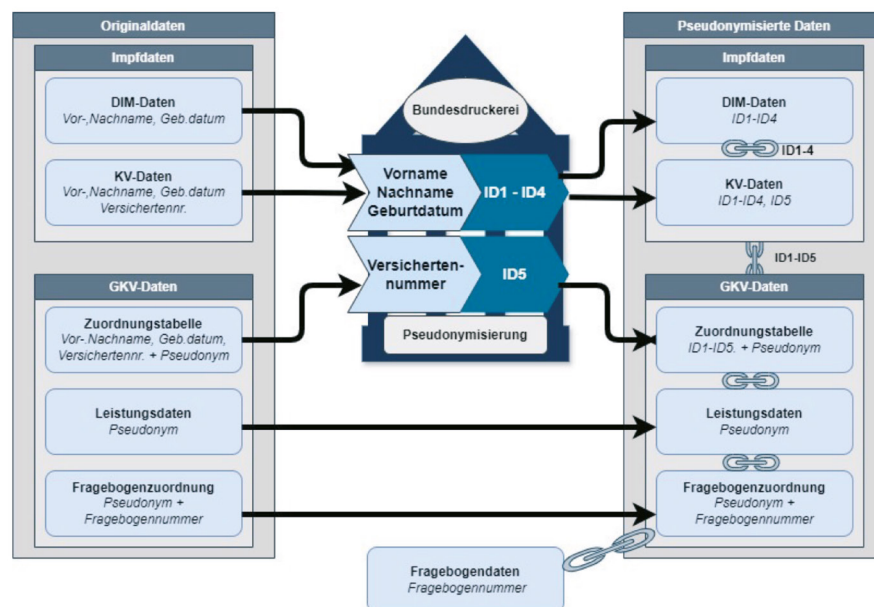 Originaldaten
Impfdaten
DIM-Daten
Vor-,Nachname, Geb.datum
KV-Daten
Vor-,Nachname, Geb.datum
Versichertennr.
GKV-Daten
Zuordnungstabelle
Vor-.Nachname, Geb.datum,
Versichertennr. + Pseudonym
Leistungsdaten
Pseudonym
Fragebogenzuordnung
Pseudonym +
Fragebogennummer
Bundesdruckerei
Vorname
Nachname
Geburtdatum
ID1 - ID4
Versicherten-
nummer
ID5
Pseudonymisierung
Pseudonymisierte Daten
Impfdaten
DIM-Daten
ID1-ID4
ID1-4
KV-Daten
ID1-ID4, ID5
ID1-ID5
GKV-Daten
Zuordnungstabelle
ID1-ID5. + Pseudonym
Leistungsdaten
Pseudonym
Fragebogenzuordnung
Pseudonym +
Fragebogennummer
Fragebogendaten
Fragebogennummer